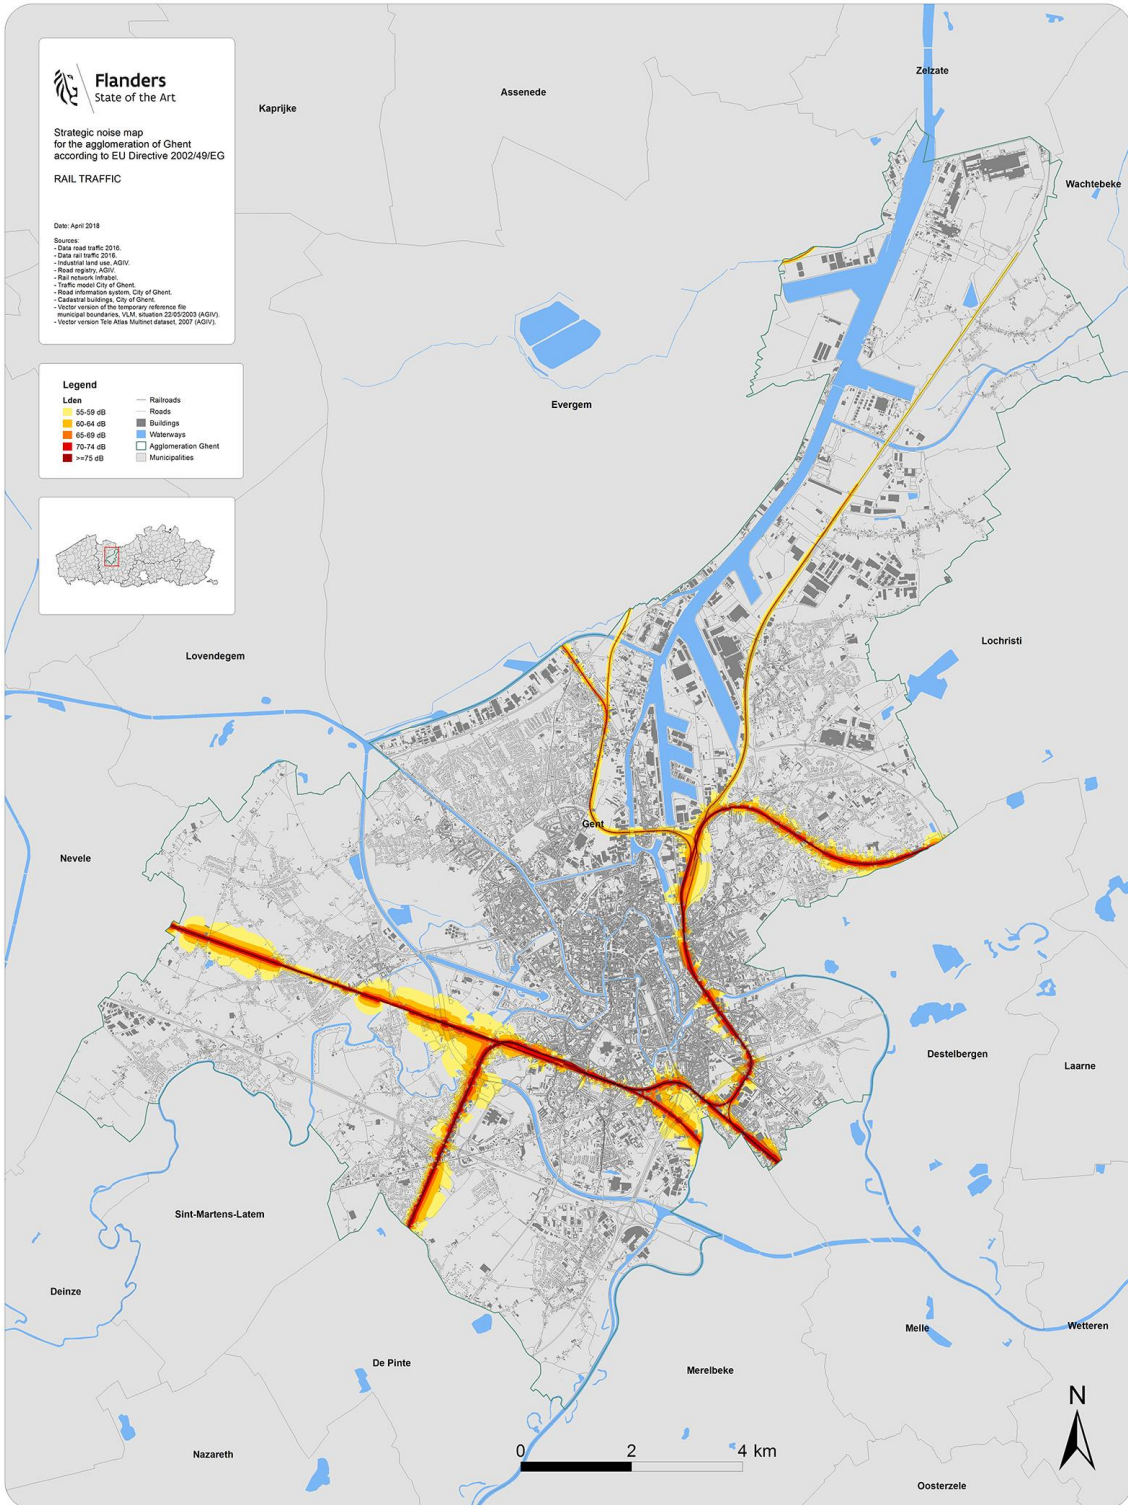 Flanders
State of the Art
Strategic noise map
for the agglomeration of Ghent
according to EU Directive 2002/49/EG
RAIL TRAFFIC
Date: April 2018
Sources:
- Data road traffic 2016.
- Data rail traffic 2016.
- Industrial land use, AGIV.
- Road registry, AGIV.
- Rail network Infrabel.
- Traffic model City of Ghent.
- Road information system, City of Ghent.
- Cadastral buildings, City of Ghent.
- Vector version of the temporary reference file
municipal boundaries, VLM, situation 22/05/2003 (AGIV).
- Vector version Tele Atlas Multinet dataset, 2007 (AGIV).
Legend
Lden
55-59 dB
60-64 dB
65-69 dB
70-74 dB
>=75 dB
Railroads
Roads
Buildings
Waterways
Agglomeration Ghent
Municipalities
Zelzate
Assenede
Kaprijke
Wachtebeke
Evergem
Lochristi
Lovendegem
Gent
Nevele
Destelbergen
Laarne
Sint-Martens-Latem
Deinze
Melle
Wetteren
De Pinte
Merelbeke
Nazareth
Oosterzele
0 2 4 km
N